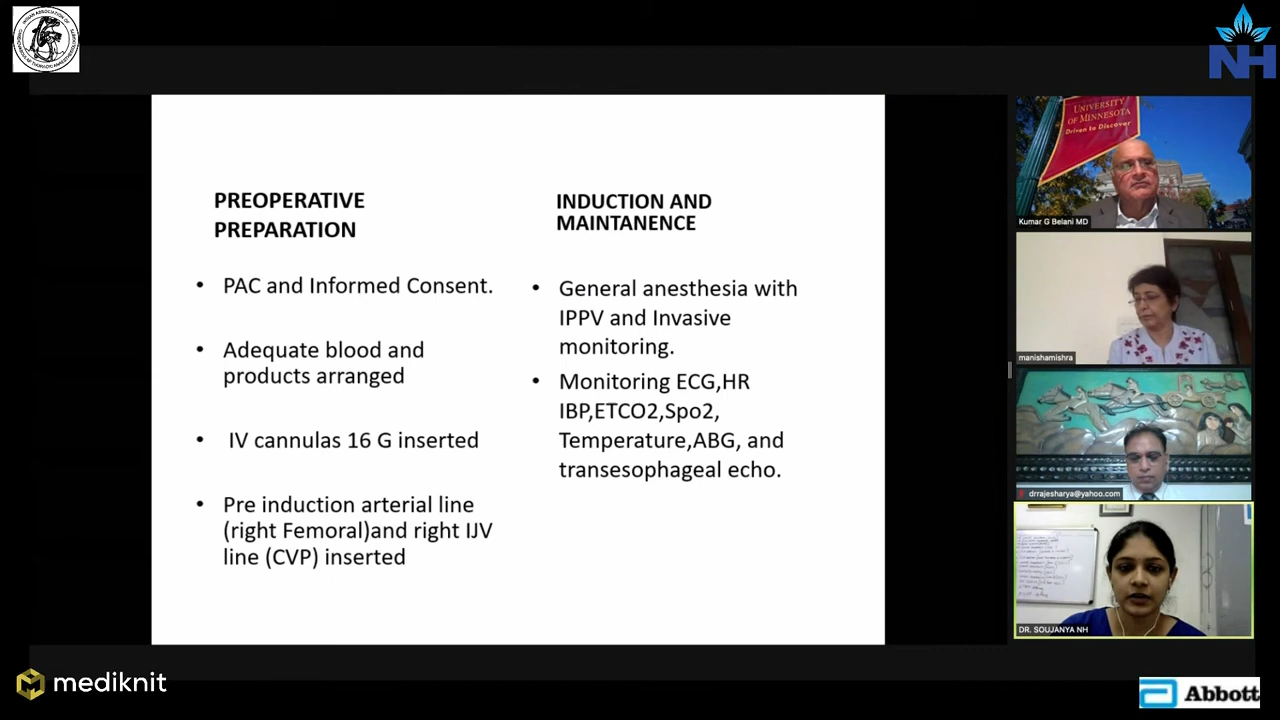 NH
PREOPERATIVE
PREPARATION
• PAC and Informed Consent.
• Adequate blood and
products arranged
• IV cannulas 16 G inserted
• Pre induction arterial line
(right Femoral)and right IJV
line (CVP) inserted
INDUCTION AND
MAINTANENCE
• General anesthesia with
IPPV and Invasive
monitoring.
• Monitoring ECG,HR
IBP,ETCO2,Spo2,
Temperature,ABG, and
transesophageal echo.
UNIVERSITY
OF MINNESOTA
Driven to Discover
Kumar G Belani MD
manishamishra
drrajesharya@yahoo.com
DR. SOUJANYA NH
mediknit
Abbott